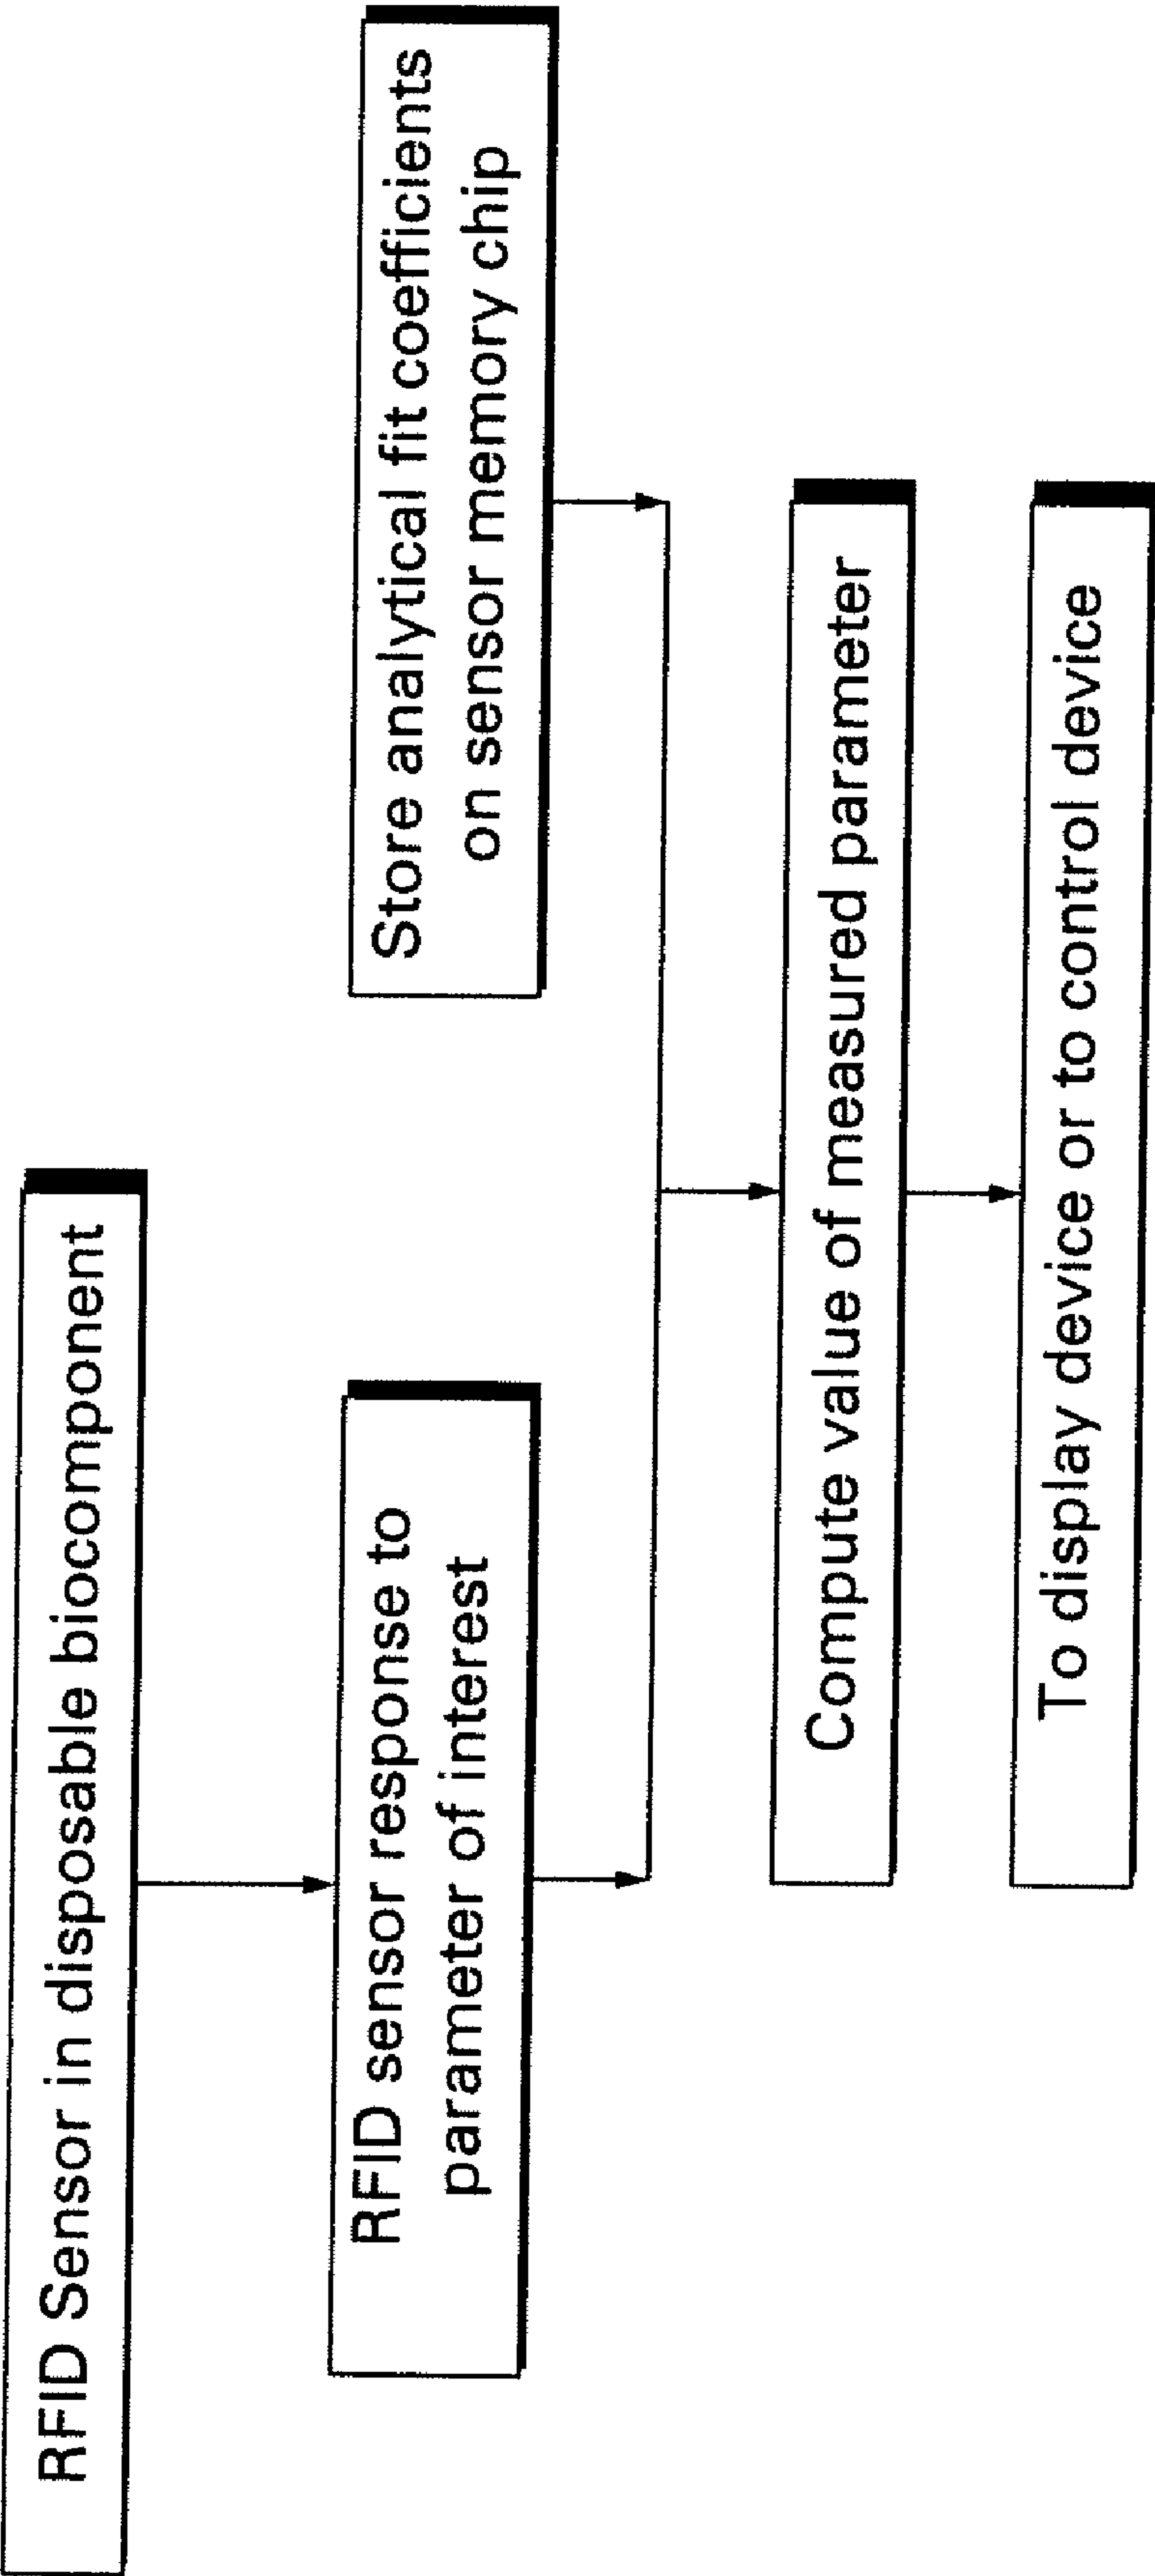 RFID Sensor in disposable biocomponent
RFID sensor response to
parameter of interest
Store analytical fit coefficients
on sensor memory chip
Compute value of measured parameter
To display device or to control device